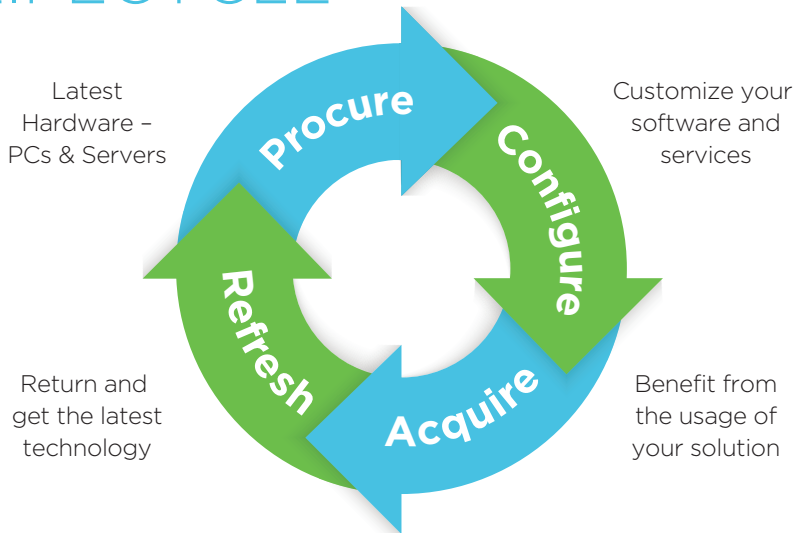 Latest
Hardware –
PCs & Servers
Procure
Customize your
software and
services
Configure
Refresh
Acquire
Return and
get the latest
technology
Benefit from
the usage of
your solution